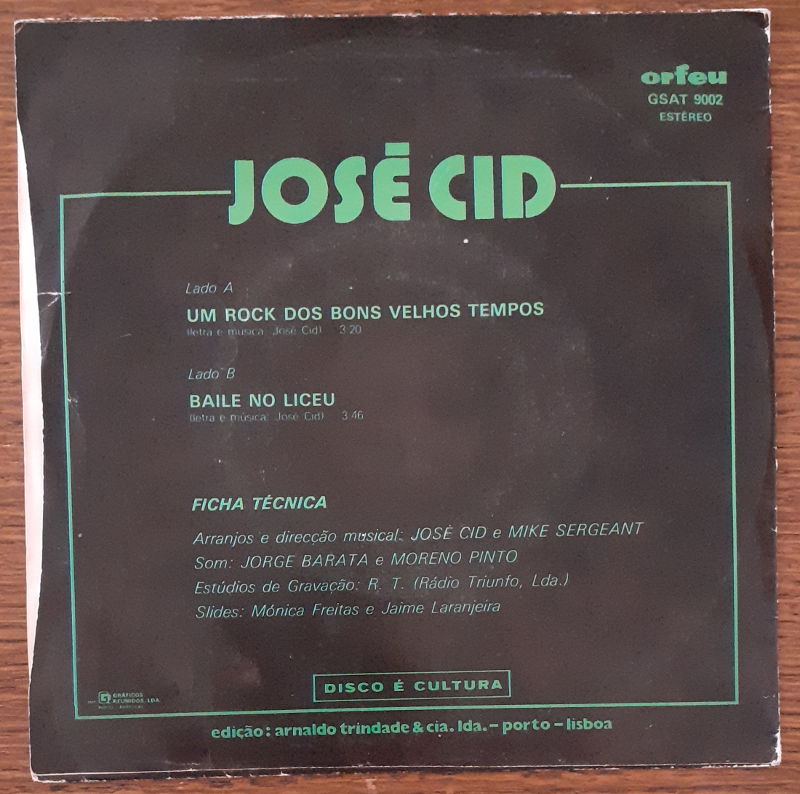 orfeu
GSAT 9002
ESTÉREO
JOSÉ CID
Lado A
UM ROCK DOS BONS VELHOS TEMPOS
(letra e música: José Cid) 3:20
Lado B
BAILE NO LICEU
(letra e música: José Cid) 3:46
FICHA TÉCNICA
Arranjos e direcção musical: JOSÉ CID e MIKE SERGEANT
Som: JORGE BARATA e MORENO PINTO
Estúdios de Gravação: R. T. (Rádio Triunfo, Lda.)
Slides: Mónica Freitas e Jaime Laranjeira
DISCO É CULTURA
GRÁFICOS
REUNIDOS, LDA.
edição: arnaldo trindade & cia. lda. – porto – lisboa